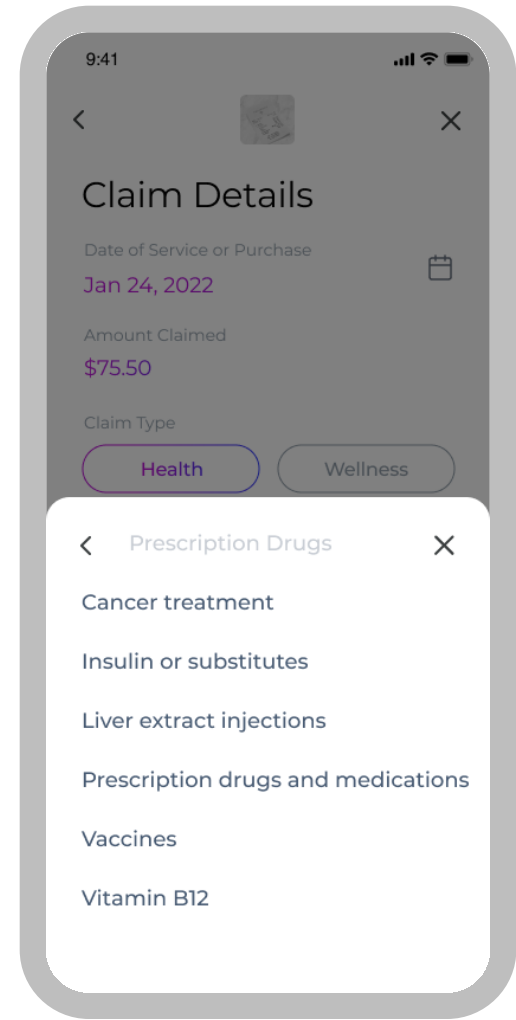 9:41
Claim Details
Date of Service or Purchase
Jan 24, 2022
Amount Claimed
$75.50
Claim Type
Health Wellness
Prescription Drugs
Cancer treatment
Insulin or substitutes
Liver extract injections
Prescription drugs and medications
Vaccines
Vitamin B12